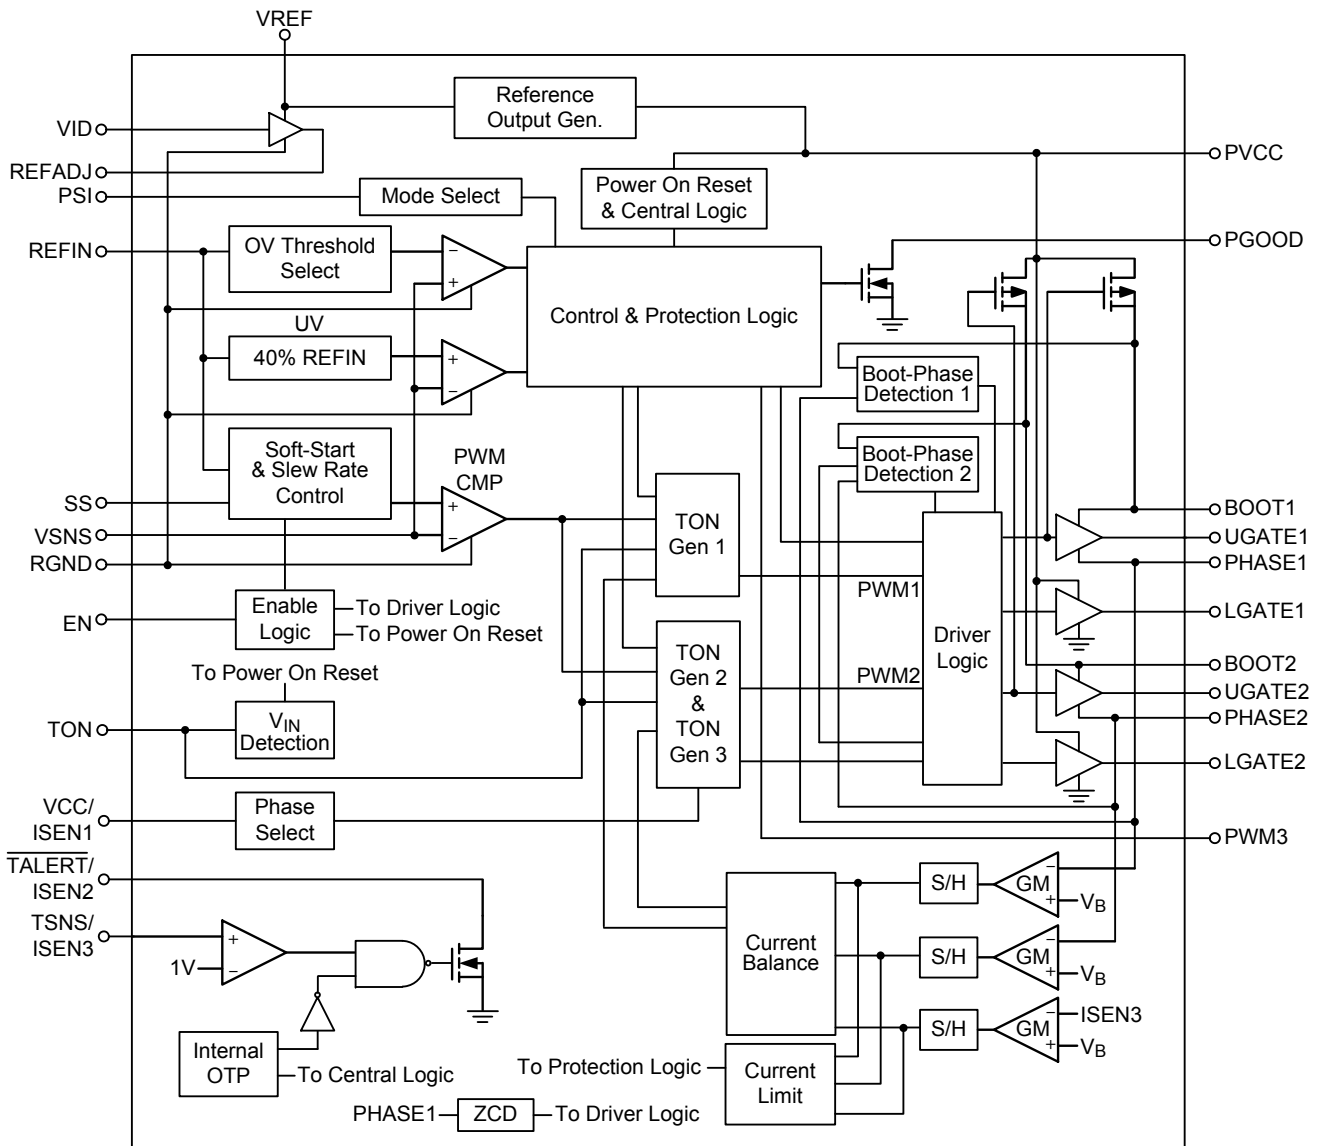 VREF
Reference
Output Gen.
VID
REFADJ
PSI
Mode Select
Power On Reset
& Central Logic
PVCC
REFIN
OV Threshold
Select
−
+
PGOOD
UV
40% REFIN
+
−
Control & Protection Logic
Boot-Phase
Detection 1
Boot-Phase
Detection 2
Soft-Start
& Slew Rate
Control
PWM
CMP
+
−
SS
VSNS
RGND
TON
Gen 1
BOOT1
UGATE1
PHASE1
PWM1
EN
Enable
Logic
To Driver Logic
To Power On Reset
LGATE1
Driver
Logic
TON
Gen 2
&
TON
Gen 3
PWM2
BOOT2
UGATE2
PHASE2
To Power On Reset
TON
VIN
Detection
LGATE2
VCC/
ISEN1
Phase
Select
PWM3
TALERT/
ISEN2
TSNS/
ISEN3
+
−
1V
Current
Balance
S/H
GM
−
+
VB
S/H
GM
−
+
VB
S/H
GM
−
+
ISEN3
VB
Internal
OTP
To Central Logic
To Protection Logic
Current
Limit
PHASE1
ZCD
To Driver Logic